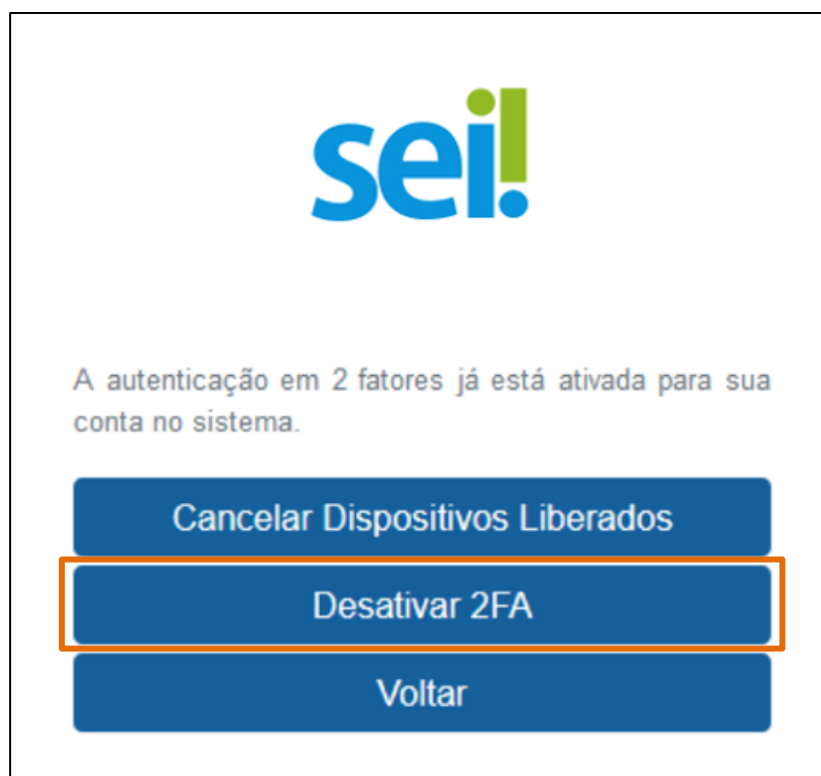 sei!
A autenticação em 2 fatores já está ativada para sua
conta no sistema.
Cancelar Dispositivos Liberados
Desativar 2FA
Voltar